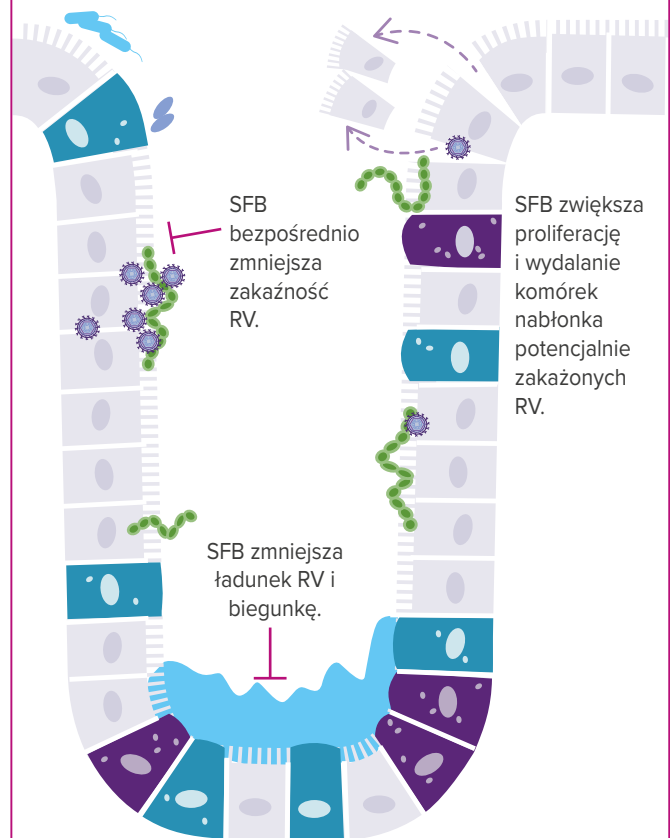 SFB
bezpośrednio
zmniejsza
zakaźność
RV.
SFB zwiększa
proliferację
i wydalanie
komórek
nabłonka
potencjalnie
zakażonych
RV.
SFB zmniejsza
ładunek RV i
biegunkę.